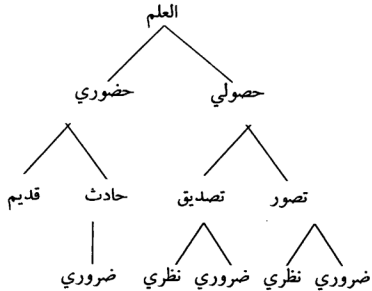 العلم
حصولي حضوري
تصور تصديق حادث قديم
ضروري نظري ضروري نظري ضروري